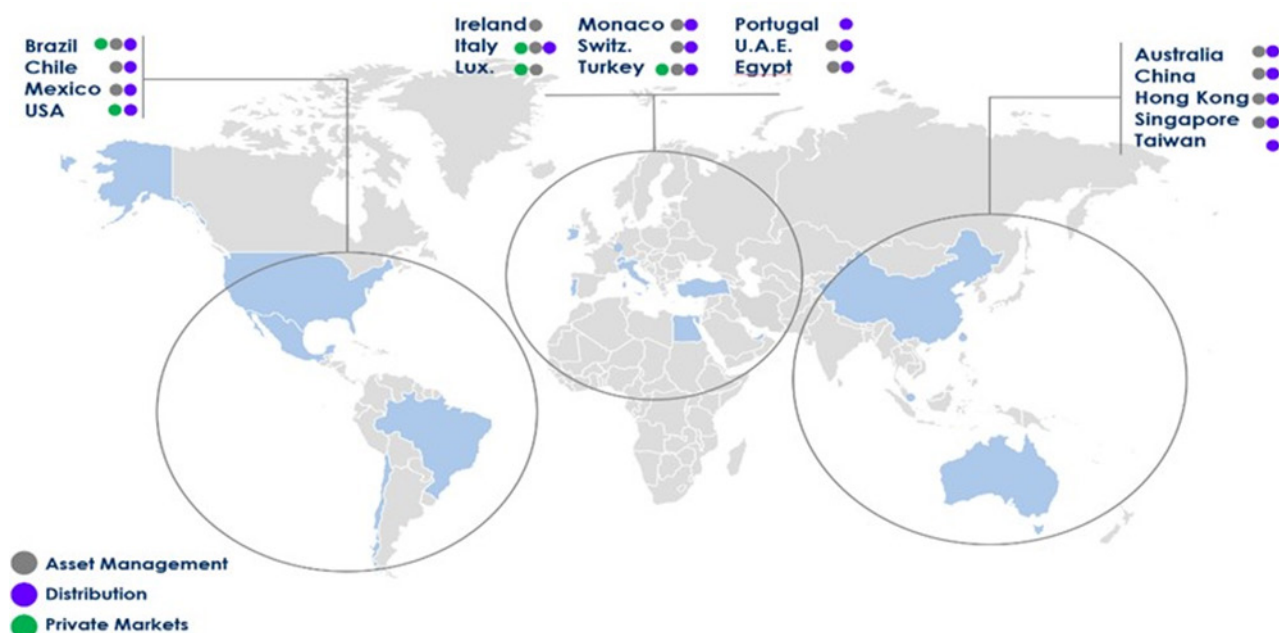 Brazil
Chile
Mexico
USA
Ireland
Italy
Lux.
Monaco
Switz.
Turkey
Portugal
U.A.E.
Egypt
Australia
China
Hong Kong
Singapore
Taiwan
Asset Management
Distribution
Private Markets